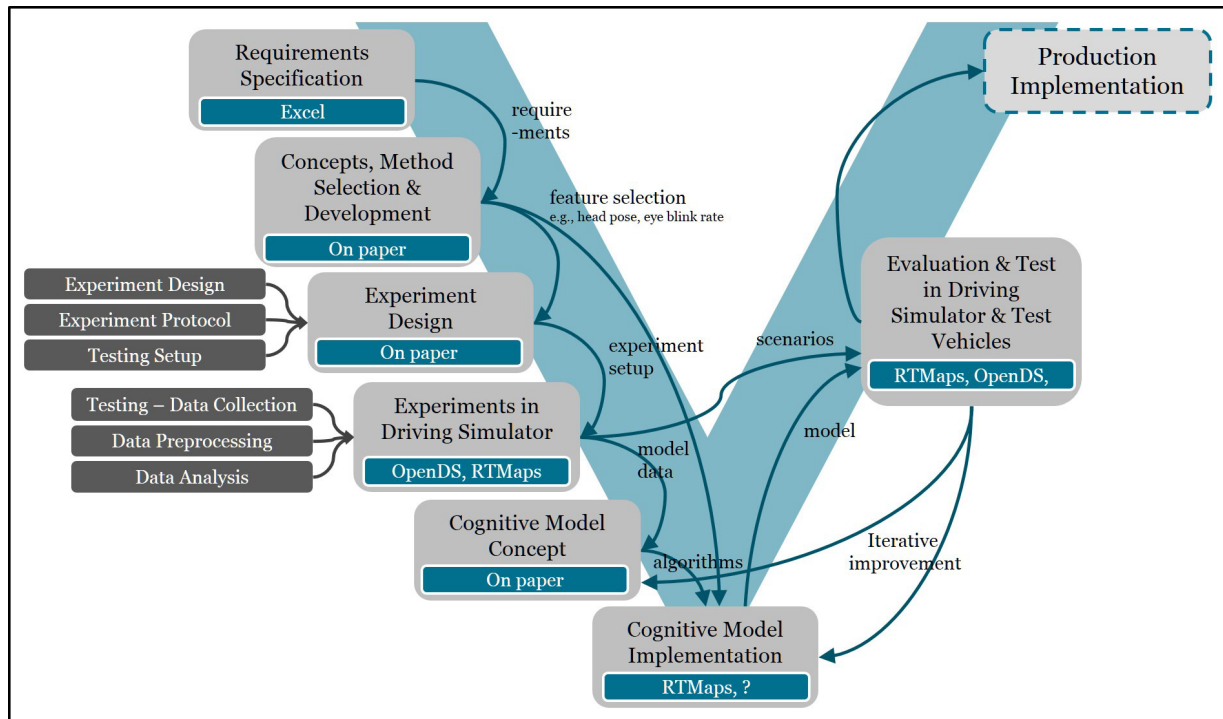 Requirements
Specification
Excel
require
-ments
Concepts, Method
Selection &
Development
On paper
feature selection
e.g., head pose, eye blink rate
Experiment Design
Experiment Protocol
Testing Setup
Experiment
Design
On paper
experiment
setup
Testing – Data Collection
Data Preprocessing
Data Analysis
Experiments in
Driving Simulator
OpenDS, RTMaps
model
data
scenarios
Cognitive Model
Concept
On paper
algorithms
Cognitive Model
Implementation
RTMaps, ?
model
Iterative
improvement
Evaluation & Test
in Driving
Simulator & Test
Vehicles
RTMaps, OpenDS,
Production
Implementation